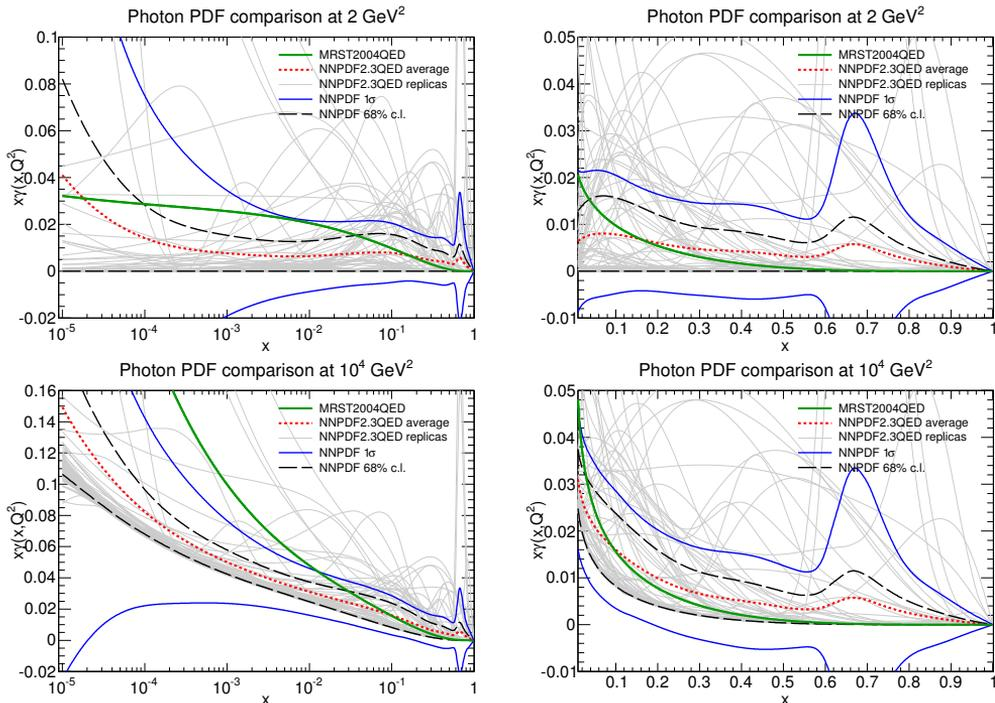 Photon PDF comparison at 2 GeV²
0.1
0.08
0.06
0.04
0.02
0
-0.02
xγ(x,Q²)
MRST2004QED
NNPDF2.3QED average
NNPDF2.3QED replicas
NNPDF 1σ
NNPDF 68% c.l.
10⁻⁵ 10⁻⁴ 10⁻³ 10⁻² 10⁻¹ 1
x
Photon PDF comparison at 2 GeV²
0.05
0.04
0.03
0.02
0.01
0
-0.01
xγ(x,Q²)
MRST2004QED
NNPDF2.3QED average
NNPDF2.3QED replicas
NNPDF 1σ
NNPDF 68% c.l.
0.1 0.2 0.3 0.4 0.5 0.6 0.7 0.8 0.9 1
x
Photon PDF comparison at 10⁴ GeV²
0.16
0.14
0.12
0.1
0.08
0.06
0.04
0.02
0
-0.02
xγ(x,Q²)
MRST2004QED
NNPDF2.3QED average
NNPDF2.3QED replicas
NNPDF 1σ
NNPDF 68% c.l.
10⁻⁵ 10⁻⁴ 10⁻³ 10⁻² 10⁻¹ 1
x
Photon PDF comparison at 10⁴ GeV²
0.05
0.04
0.03
0.02
0.01
0
-0.01
xγ(x,Q²)
MRST2004QED
NNPDF2.3QED average
NNPDF2.3QED replicas
NNPDF 1σ
NNPDF 68% c.l.
0.1 0.2 0.3 0.4 0.5 0.6 0.7 0.8 0.9 1
x